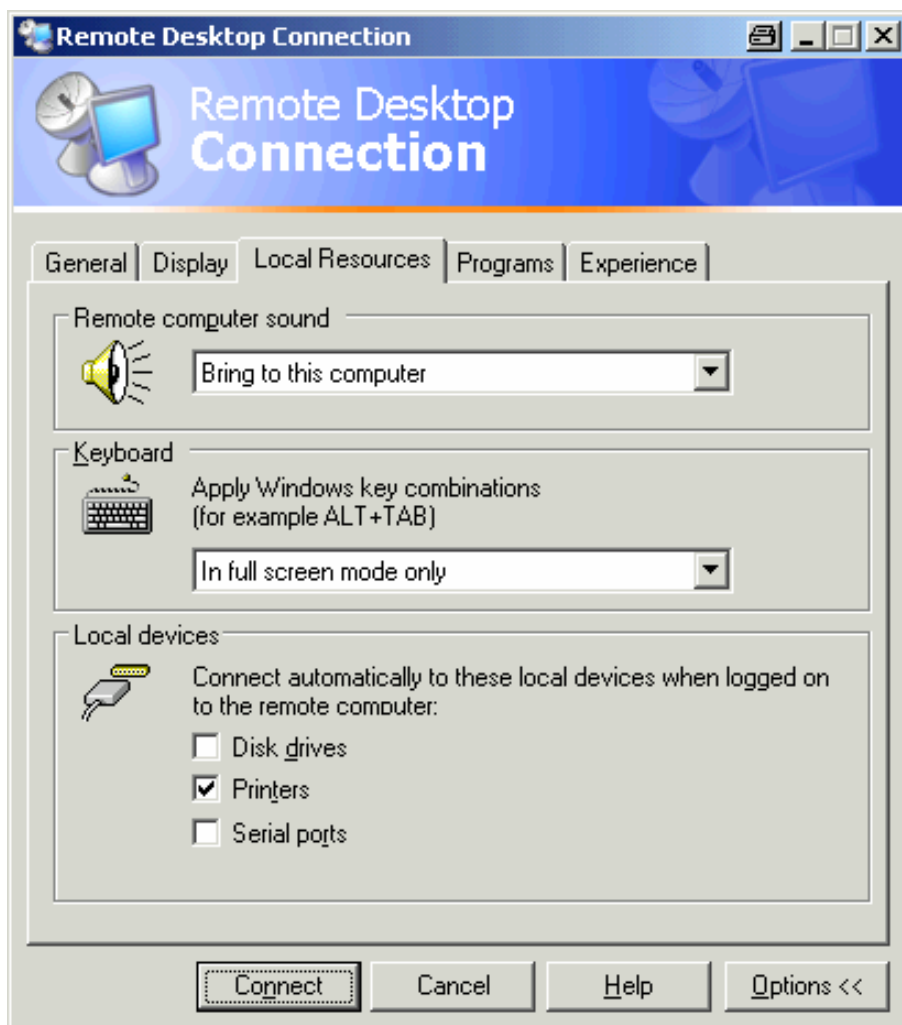 Remote Desktop Connection
Remote Desktop
Connection
General Display Local Resources Programs Experience
Remote computer sound
Bring to this computer
Keyboard
Apply Windows key combinations
(for example ALT+TAB)
In full screen mode only
Local devices
Connect automatically to these local devices when logged on
to the remote computer:
Disk drives
Printers
Serial ports
Connect Cancel Help Options <<